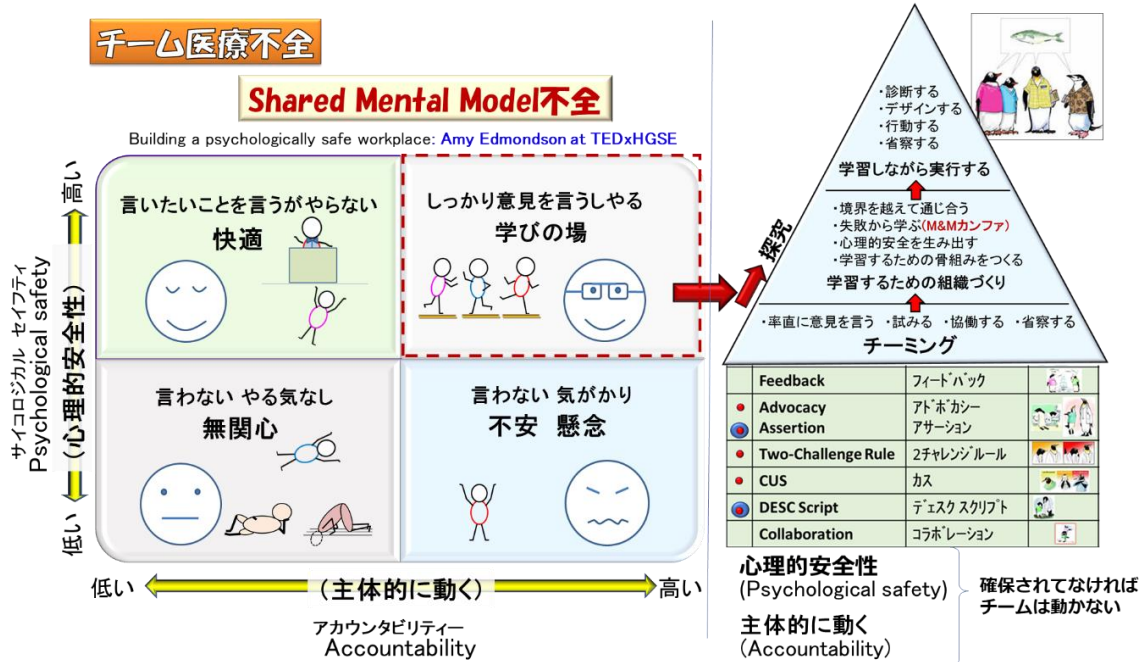 チーム医療不全
Shared Mental Model不全
Building a psychologically safe workplace: Amy Edmondson at TEDxHGSE
高い
サイコロジカル セイフティ
Psychological safety
(心理的安全性)
低い
言いたいことを言うがやらない
快適
しっかり意見を言うしやる
学びの場
言わない やる気なし
無関心
言わない 気がかり
不安 懸念
低い
(主体的に動く)
高い
アカウンタビリティー
Accountability
探究
・診断する
・デザインする
・行動する
・省察する
学習しながら実行する
・境界を越えて通じ合う
・失敗から学ぶ(M&Mカンファ)
・心理的安全を生み出す
・学習するための骨組みをつくる
学習するための組織づくり
・率直に意見を言う ・試みる ・協働する ・省察する
チーミング
Feedback フィードバック
Advocacy アドボカシー
Assertion アサーション
Two-Challenge Rule 2チャレンジルール
CUS カス
DESC Script デェスク スクリプト
Collaboration コラボレーション
心理的安全性
(Psychological safety)
主体的に動く
(Accountability)
確保されてなければ
チームは動かない